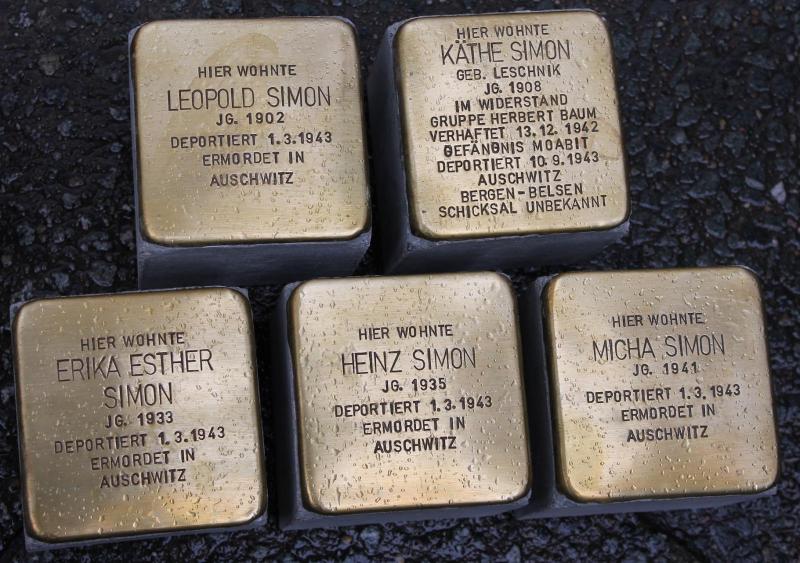 HIER WOHNTE
LEOPOLD SIMON
JG. 1902
DEPORTIERT 1.3.1943
ERMORDET IN
AUSCHWITZ
HIER WOHNTE
KÄTHE SIMON
GEB. LESCHNIK
JG. 1908
IM WIDERSTAND
GRUPPE HERBERT BAUM
VERHAFTET 13.12.1942
GEFÄNGNIS MOABIT
DEPORTIERT 10.9.1943
AUSCHWITZ
BERGEN-BELSEN
SCHICKSAL UNBEKANNT
HIER WOHNTE
ERIKA ESTHER
SIMON
JG. 1933
DEPORTIERT 1.3.1943
ERMORDET IN
AUSCHWITZ
HIER WOHNTE
HEINZ SIMON
JG. 1935
DEPORTIERT 1.3.1943
ERMORDET IN
AUSCHWITZ
HIER WOHNTE
MICHA SIMON
JG. 1941
DEPORTIERT 1.3.1943
ERMORDET IN
AUSCHWITZ